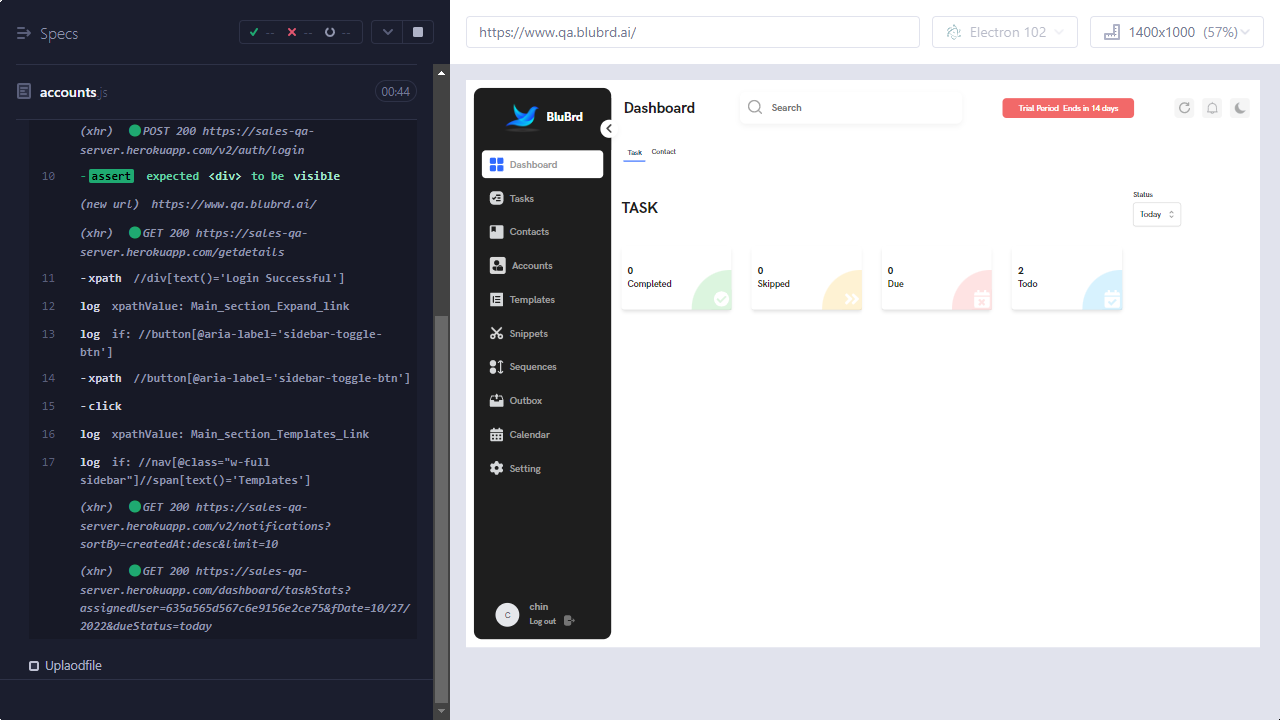 Specs
--
--
--
https://www.qa.blubrd.ai/
Electron 102
1400x1000 (57%)
accounts.js
00:44
(xhr) POST 200 https://sales-qa-
server.herokuapp.com/v2/auth/login
10 -assert expected <div> to be visible
(new url) https://www.qa.blubrd.ai/
(xhr) GET 200 https://sales-qa-
server.herokuapp.com/getdetails
11 -xpath //div[text()='Login Successful']
12 log xpathValue: Main_section_Expand_link
13 log if: //button[@aria-label='sidebar-toggle-
btn']
14 -xpath //button[@aria-label='sidebar-toggle-btn']
15 -click
16 log xpathValue: Main_section_Templates_Link
17 log if: //nav[@class="w-full
sidebar"]//span[text()='Templates']
(xhr) GET 200 https://sales-qa-
server.herokuapp.com/v2/notifications?
sortBy=createdAt:desc&limit=10
(xhr) GET 200 https://sales-qa-
server.herokuapp.com/dashboard/taskStats?
assignedUser=635a565d567c6e9156e2ce75&fDate=10/27/
2022&dueStatus=today
Uplaodfile
BluBrd
Dashboard
Tasks
Contacts
Accounts
Templates
Snippets
Sequences
Outbox
Calendar
Setting
C
chin
Log out
Dashboard
Search
Trial Period Ends in 14 days
Task Contact
TASK
Status
Today
0
Completed
0
Skipped
0
Due
2
Todo